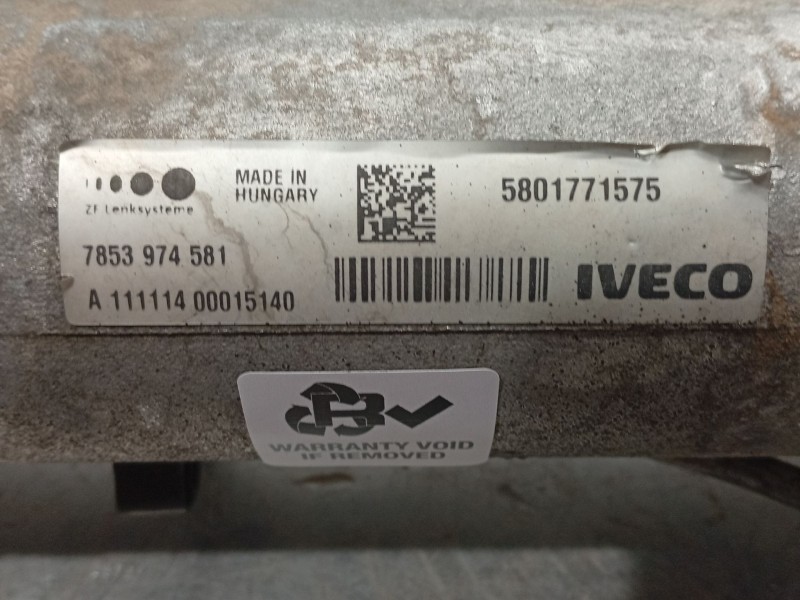 ZF Lenksysteme
MADE IN
HUNGARY
5801771575
7853 974 581
A 111114 00015140
IVECO
WARRANTY VOID
IF REMOVED